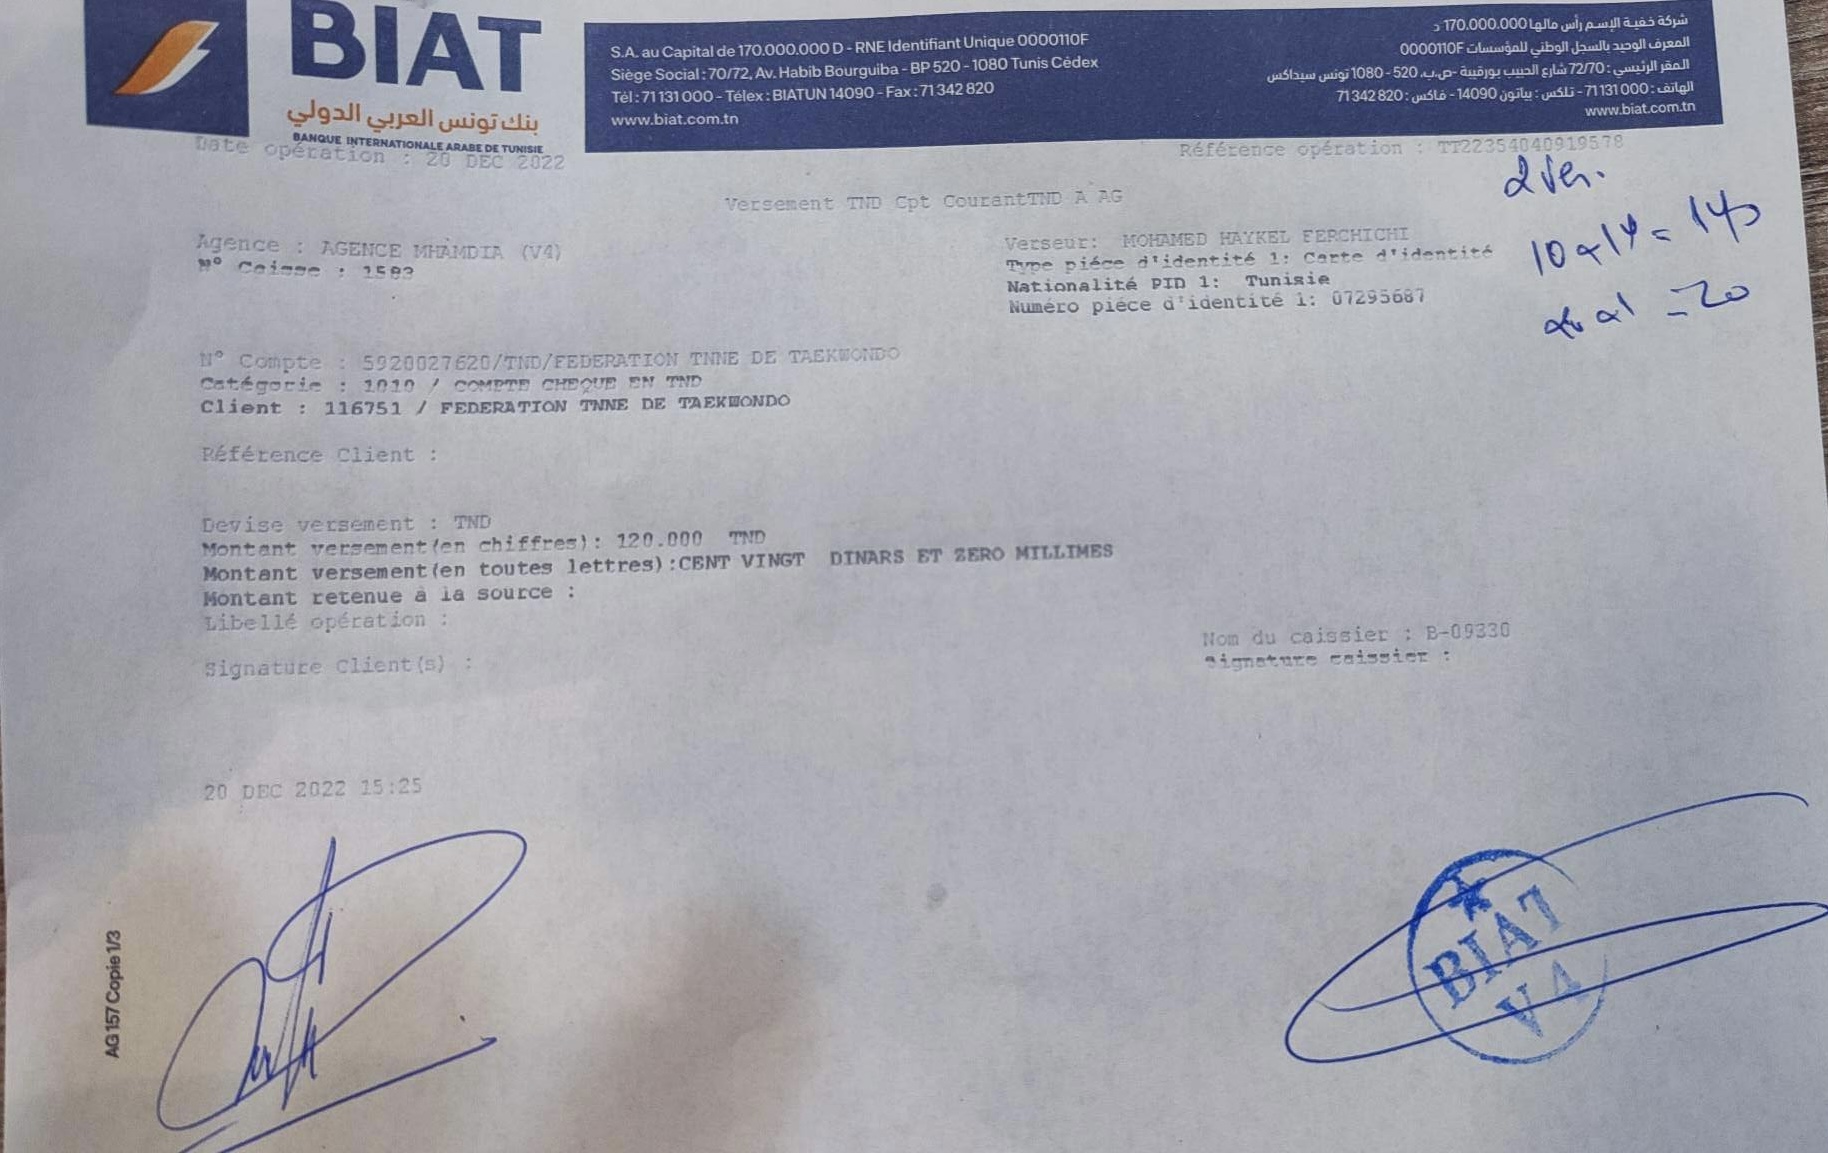 BIAT
بنك تونس العربي الدولي
BANQUE INTERNATIONALE ARABE DE TUNISIE
S.A. au Capital de 170.000.000 D - RNE Identifiant Unique 0000110F
Siège Social : 70/72, Av. Habib Bourguiba - BP 520 - 1080 Tunis Cédex
Tél : 71 131 000 - Télex : BIATUN 14090 - Fax : 71 342 820
www.biat.com.tn
شركة خفية الإسم رأس مالها 170.000.000 د
المعرف الوحيد بالسجل الوطني للمؤسسات 0000110F
المقر الرئيسي : 72/70 شارع الحبيب بورقيبة -ص.ب. 520 - 1080 تونس سيداكس
الهاتف : 71 131 000 - تلكس : بياتون 14090 - فاكس : 71 342 820
www.biat.com.tn
Date opération : 20 DEC 2022
Référence opération : TT22354040919578
2 Ver.
Versement TND Cpt CourantTND A AG
10 x 14 = 140
= 20
Agence : AGENCE MHAMDIA (V4)
N° Caisse : 1583
Verseur: MOHAMED HAYKEL FERCHICHI
Type piéce d'identité 1: Carte d'identité
Nationalité PID 1: Tunisie
Numéro piéce d'identité 1: 07295687
N° Compte : 5920027620/TND/FEDERATION TNNE DE TAEKWONDO
Catégorie : 1010 / COMPTE CHEQUE EN TND
Client : 116751 / FEDERATION TNNE DE TAEKWONDO
Référence Client :
Devise versement : TND
Montant versement(en chiffres): 120.000 TND
Montant versement(en toutes lettres):CENT VINGT DINARS ET ZERO MILLIMES
Montant retenue à la source :
Libellé opération :
Signature Client(s) :
Nom du caissier : B-09330
Signature caissier :
20 DEC 2022 15:25
AG 157 Copie 1/3
BIAT
V4